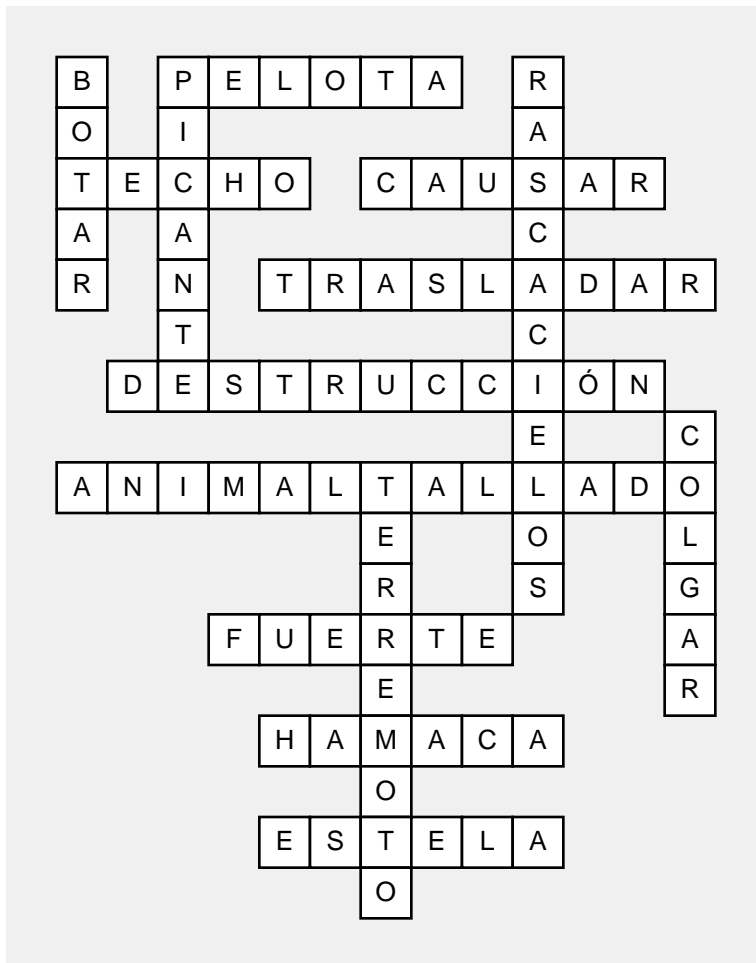 B PELOTA R
O I A
TECHO CAUSAR
A A C
R N TRASLADAR
T C
DESTRUCCIÓN
E C
ANIMALTALLADO
E O L
R S G
FUERTE A
E R
HAMACA
O
ESTELA
O